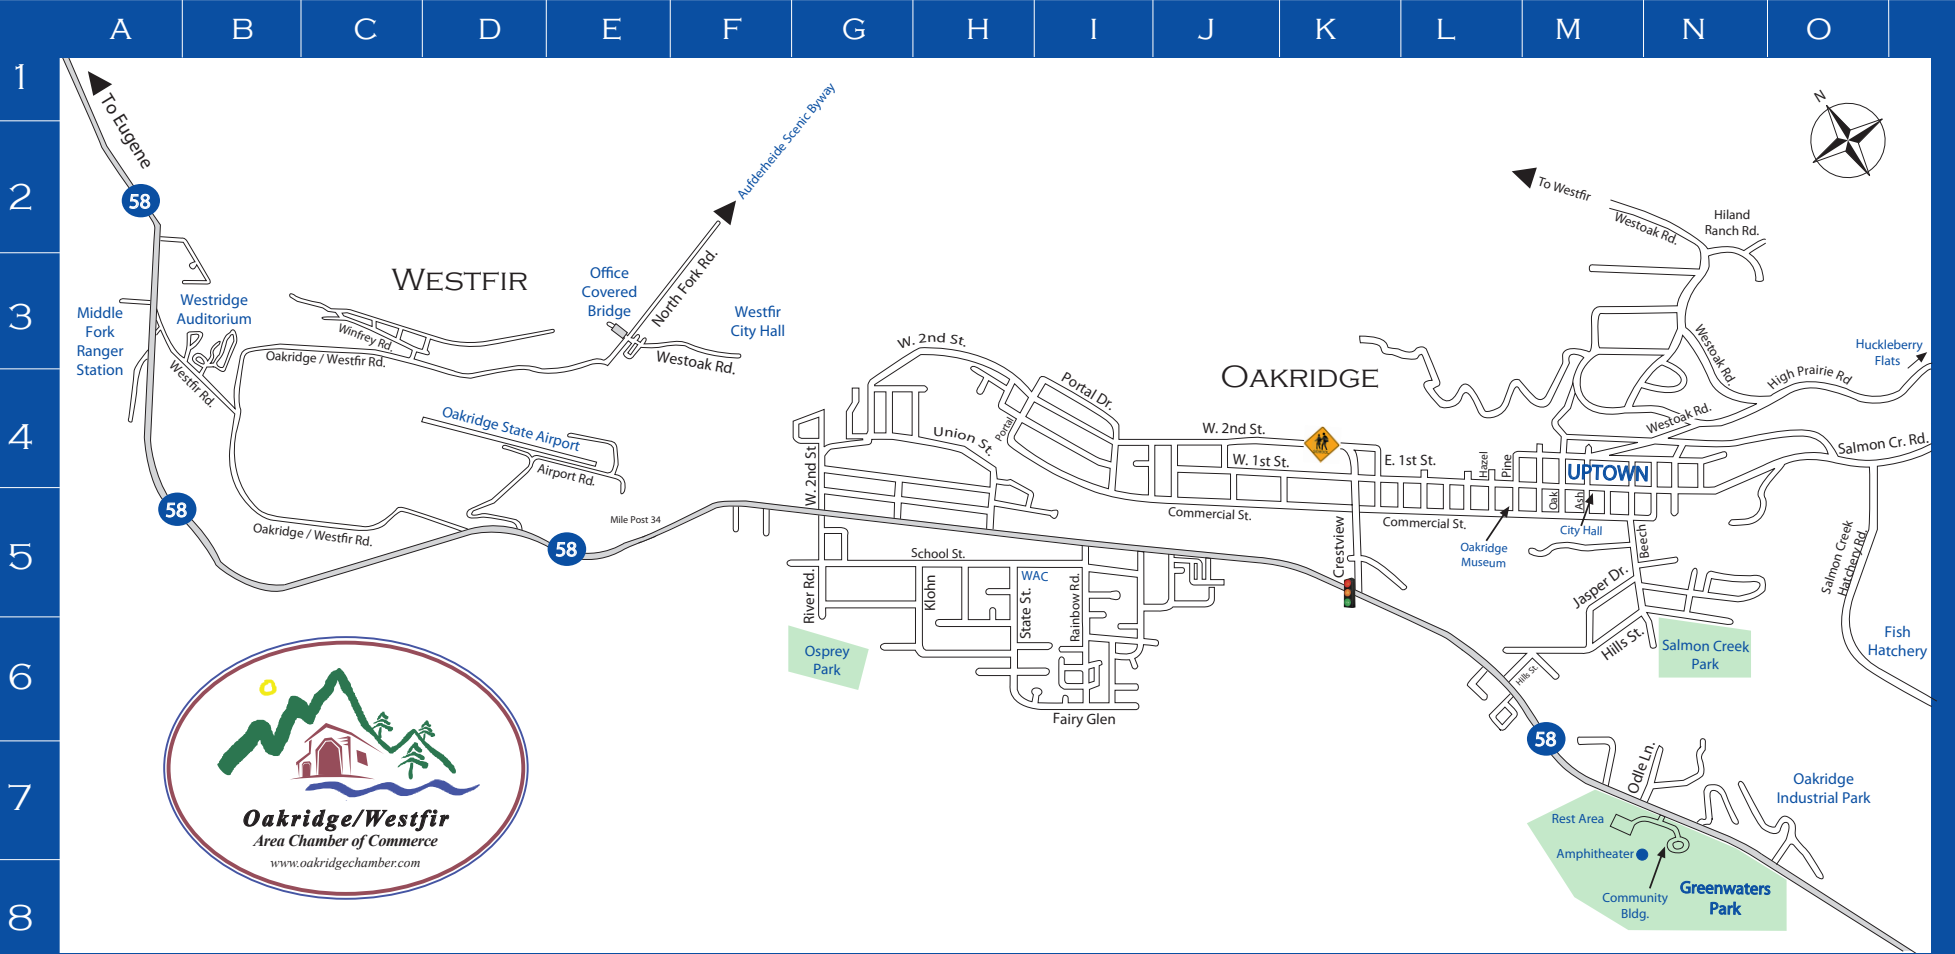 A B C D E F G H I J K L M N O
1
2
3
4
5
6
7
8
To Eugene
58
Aufderheide Scenic Byway
N
To Westfir
Westoak Rd.
Hiland
Ranch Rd.
WESTFIR
Office
Covered
Bridge
North Fork Rd.
Westfir
City Hall
Westoak Rd.
Middle
Fork
Ranger
Station
Westridge
Auditorium
Winfrey Rd.
Oakridge / Westfir Rd.
Westfir Rd.
W. 2nd St.
Portal Dr.
OAKRIDGE
Westoak Rd.
High Prairie Rd
Huckleberry
Flats
Oakridge State Airport
Airport Rd.
Union St.
Portal
W. 2nd St.
W. 2nd St.
W. 1st St.
E. 1st St.
Hazel
Pine
UPTOWN
Westoak Rd.
Salmon Cr. Rd.
58
Oakridge / Westfir Rd.
Mile Post 34
58
Commercial St.
Commercial St.
Oak
Ash
City Hall
Oakridge
Museum
Beech
Crestview
Salmon Creek
Hatchery Rd.
School St.
WAC
River Rd.
Klohn
State St.
Rainbow Rd.
Jasper Dr.
Hills St.
Hills St.
Osprey
Park
Salmon Creek
Park
Fish
Hatchery
Fairy Glen
58
Odle Ln.
Oakridge
Industrial Park
Rest Area
Amphitheater
Community
Bldg.
Greenwaters
Park
Oakridge/Westfir
Area Chamber of Commerce
www.oakridgechamber.com